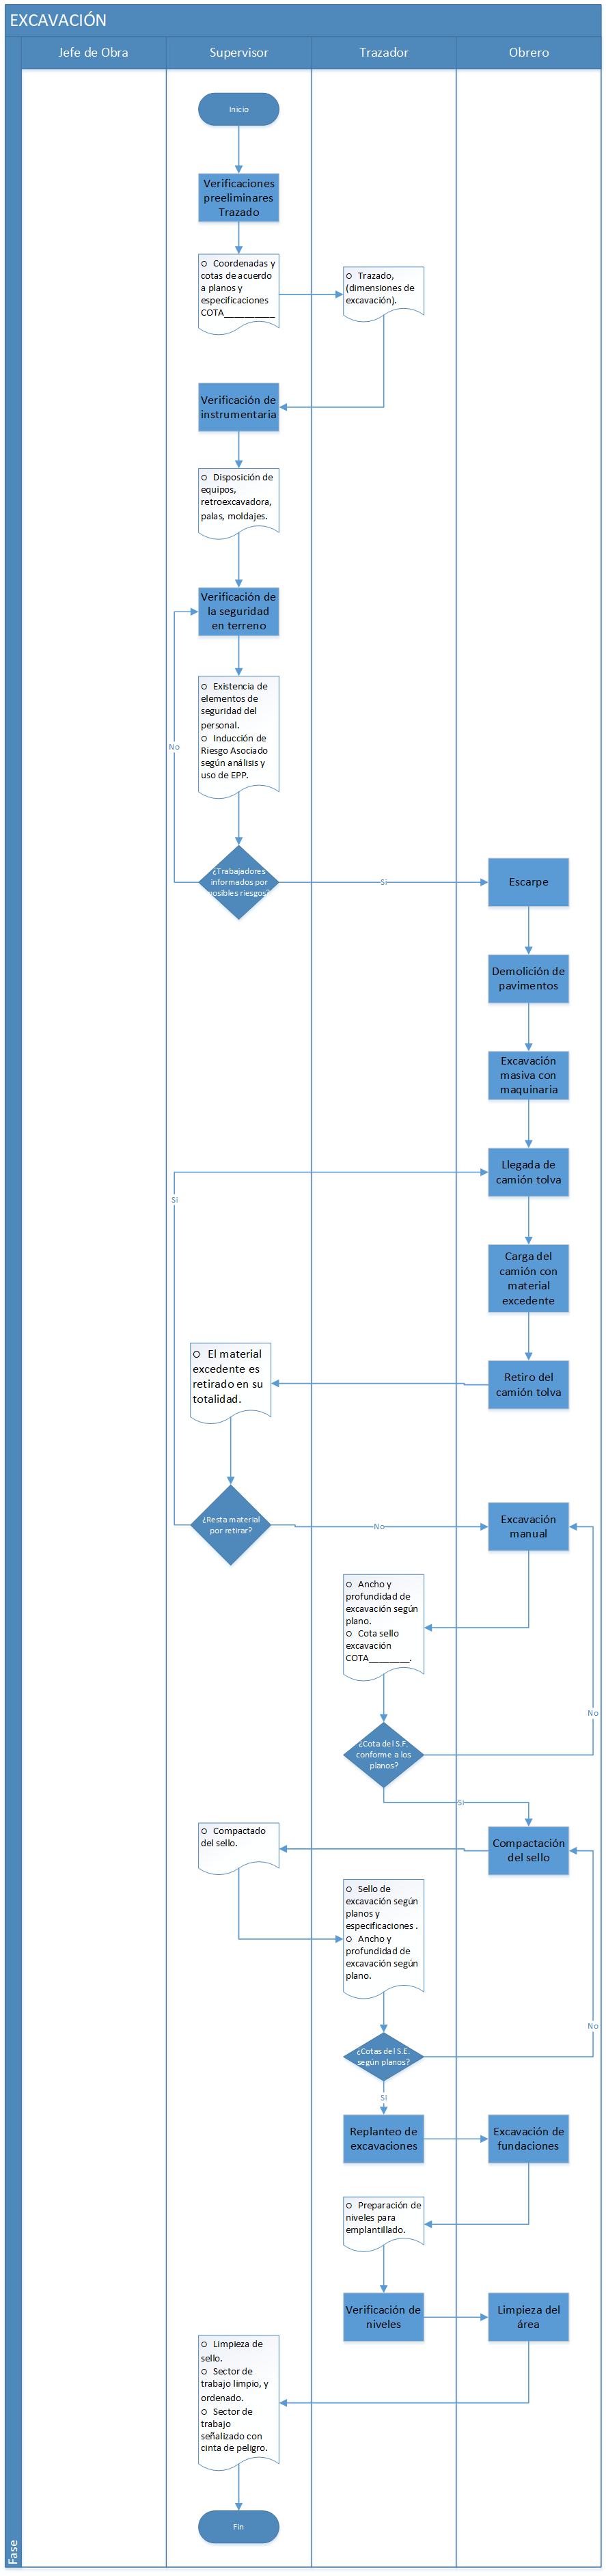 EXCAVACIÓN
Jefe de Obra
Supervisor
Trazador
Obrero
Inicio
Verificaciones
preeliminares
Trazado
o Coordenadas y
cotas de acuerdo
a planos y
especificaciones
COTA___________
o Trazado,
(dimensiones de
excavación).
Verificación de
instrumentaria
o Disposición de
equipos,
retroexcavadora,
palas, moldajes.
Verificación de
la seguridad
en terreno
o Existencia de
elementos de
seguridad del
personal.
o Inducción de
Riesgo Asociado
según análisis y
uso de EPP.
No
¿Trabajadores
informados por
posibles riesgos?
Si
Escarpe
Demolición de
pavimentos
Excavación
masiva con
maquinaria
Llegada de
camión tolva
Si
Carga del
camión con
material
excedente
Retiro del
camión tolva
o El material
excedente es
retirado en su
totalidad.
¿Resta material
por retirar?
No
Excavación
manual
o Ancho y
profundidad de
excavación según
plano.
o Cota sello
excavación
COTA_________.
No
¿Cota del S.F.
conforme a los
planos?
Si
Compactación
del sello
o Compactado
del sello.
o Sello de
excavación según
planos y
especificaciones .
o Ancho y
profundidad de
excavación según
plano.
No
¿Cotas del S.E.
según planos?
Si
Replanteo de
excavaciones
Excavación de
fundaciones
o Preparación de
niveles para
emplantillado.
Verificación de
niveles
Limpieza del
área
o Limpieza de
sello.
o Sector de
trabajo limpio, y
ordenado.
o Sector de
trabajo
señalizado con
cinta de peligro.
Fin
Fase